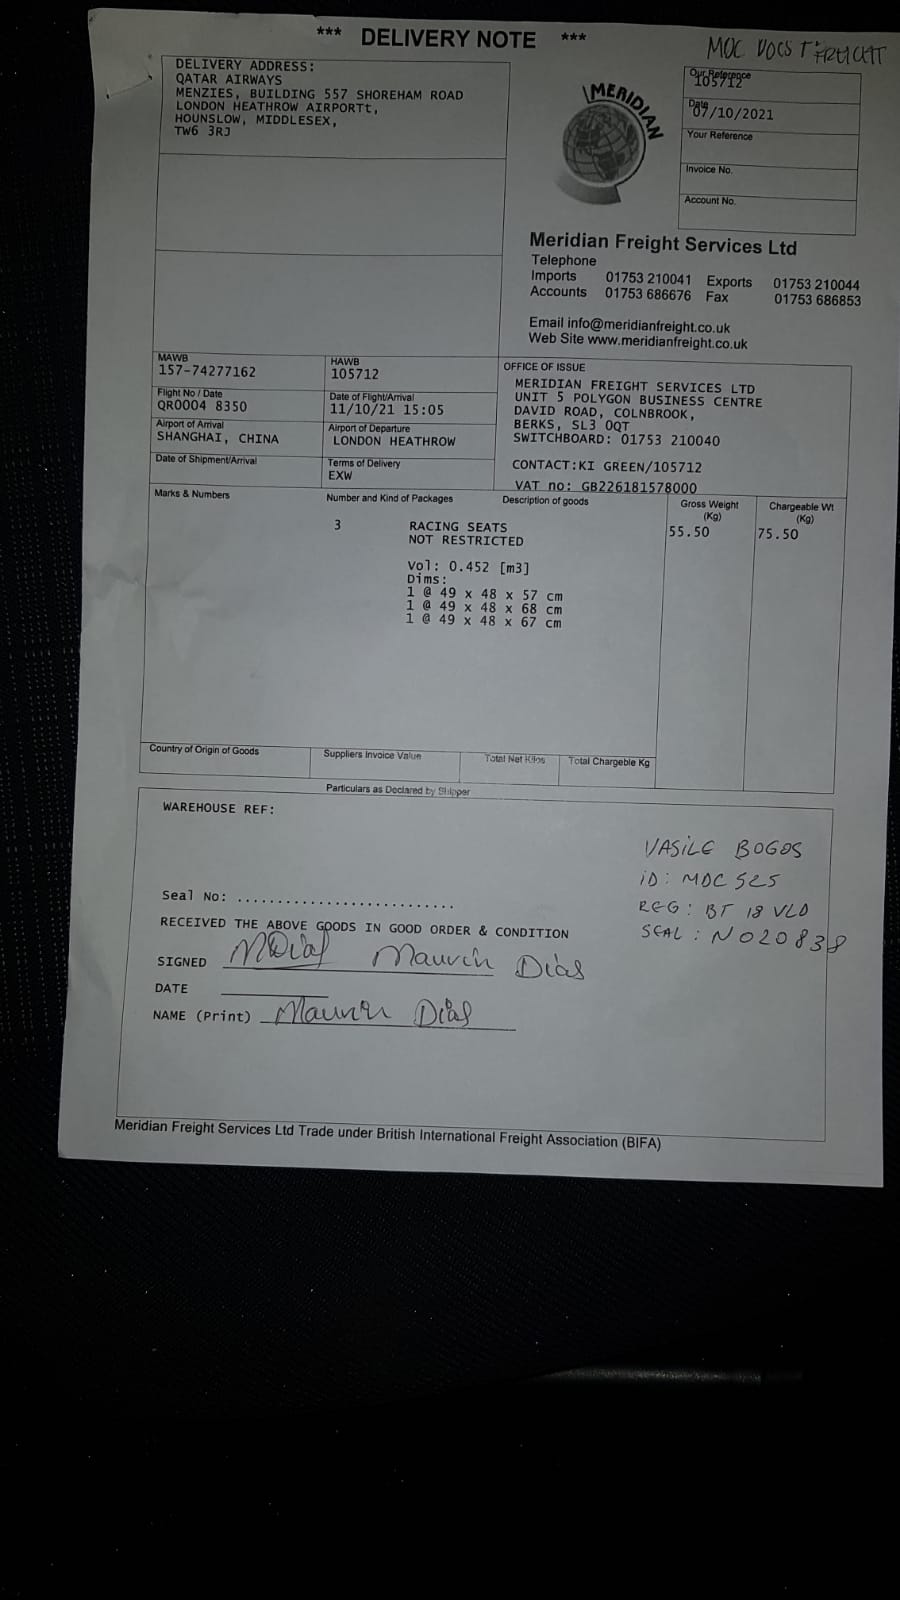 *** DELIVERY NOTE ***
MOC DOCS + FREIGHT
DELIVERY ADDRESS:
QATAR AIRWAYS
MENZIES, BUILDING 557 SHOREHAM ROAD
LONDON HEATHROW AIRPORTt,
HOUNSLOW, MIDDLESEX,
TW6 3RJ
MERIDIAN
Our Reference
105712
Date
07/10/2021
Your Reference
Invoice No.
Account No.
Meridian Freight Services Ltd
Telephone
Imports 01753 210041 Exports 01753 210044
Accounts 01753 686676 Fax 01753 686853
Email info@meridianfreight.co.uk
Web Site www.meridianfreight.co.uk
MAWB
157-74277162
HAWB
105712
Flight No / Date
QR0004 8350
Date of Flight/Arrival
11/10/21 15:05
Airport of Arrival
SHANGHAI, CHINA
Airport of Departure
LONDON HEATHROW
Date of Shipment/Arrival
Terms of Delivery
EXW
OFFICE OF ISSUE
MERIDIAN FREIGHT SERVICES LTD
UNIT 5 POLYGON BUSINESS CENTRE
DAVID ROAD, COLNBROOK,
BERKS, SL3 0QT
SWITCHBOARD: 01753 210040
CONTACT:KI GREEN/105712
VAT no: GB226181578000
Marks & Numbers Number and Kind of Packages Description of goods Gross Weight (Kg) Chargeable Wt (Kg)
3 RACING SEATS 55.50 75.50
NOT RESTRICTED
Vol: 0.452 [m3]
Dims:
1 @ 49 x 48 x 57 cm
1 @ 49 x 48 x 68 cm
1 @ 49 x 48 x 67 cm
Country of Origin of Goods Suppliers Invoice Value Total Net Kilos Total Chargeble Kg
Particulars as Declared by Shipper
WAREHOUSE REF:
VASILE BOGOS
ID: MOC 525
REG: BT 18 VLD
SEAL: N020838
Seal No: ...........................
RECEIVED THE ABOVE GOODS IN GOOD ORDER & CONDITION
SIGNED MDias Maurin Dias
DATE
NAME (Print) Maurin Dias
Meridian Freight Services Ltd Trade under British International Freight Association (BIFA)